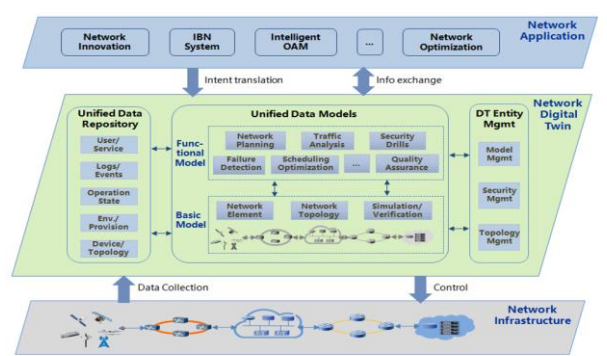 Network
Application
Network
Innovation
IBN
System
Intelligent
OAM
...
Network
Optimization
Intent translation
Info exchange
Network
Digital
Twin
Unified Data
Repository
User/
Service
Logs/
Events
Operation
State
Env./
Provision
Device/
Topology
Unified Data Models
Func-
tional
Model
Network
Planning
Traffic
Analysis
Security
Drills
Failure
Detection
Scheduling
Optimization
...
Quality
Assurance
Basic
Model
Network
Element
Network
Topology
Simulation/
Verification
DT Entity
Mgmt
Model
Mgmt
Security
Mgmt
Topology
Mgmt
Data Collection
Control
Network
Infrastructure